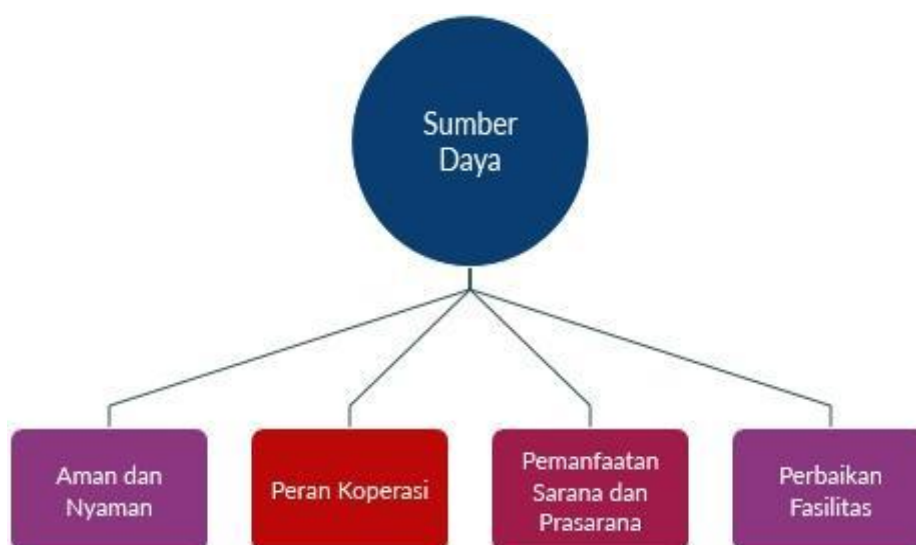 Sumber
Daya
Aman dan
Nyaman
Peran Koperasi
Pemanfaatan
Sarana dan
Prasarana
Perbaikan
Fasilitas